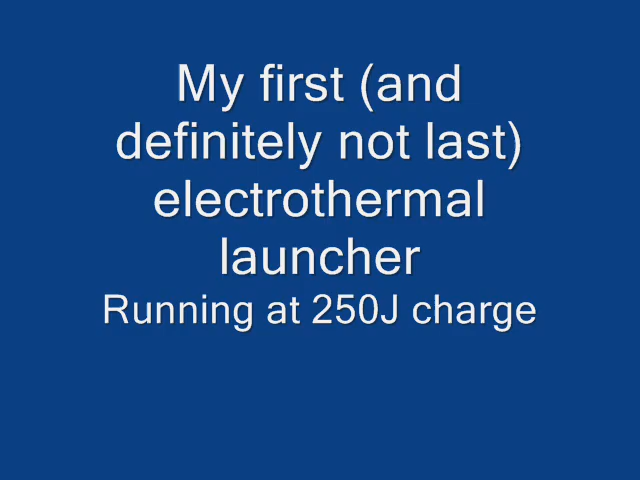 My first (and
definitely not last)
electrothermal
launcher
Running at 250J charge